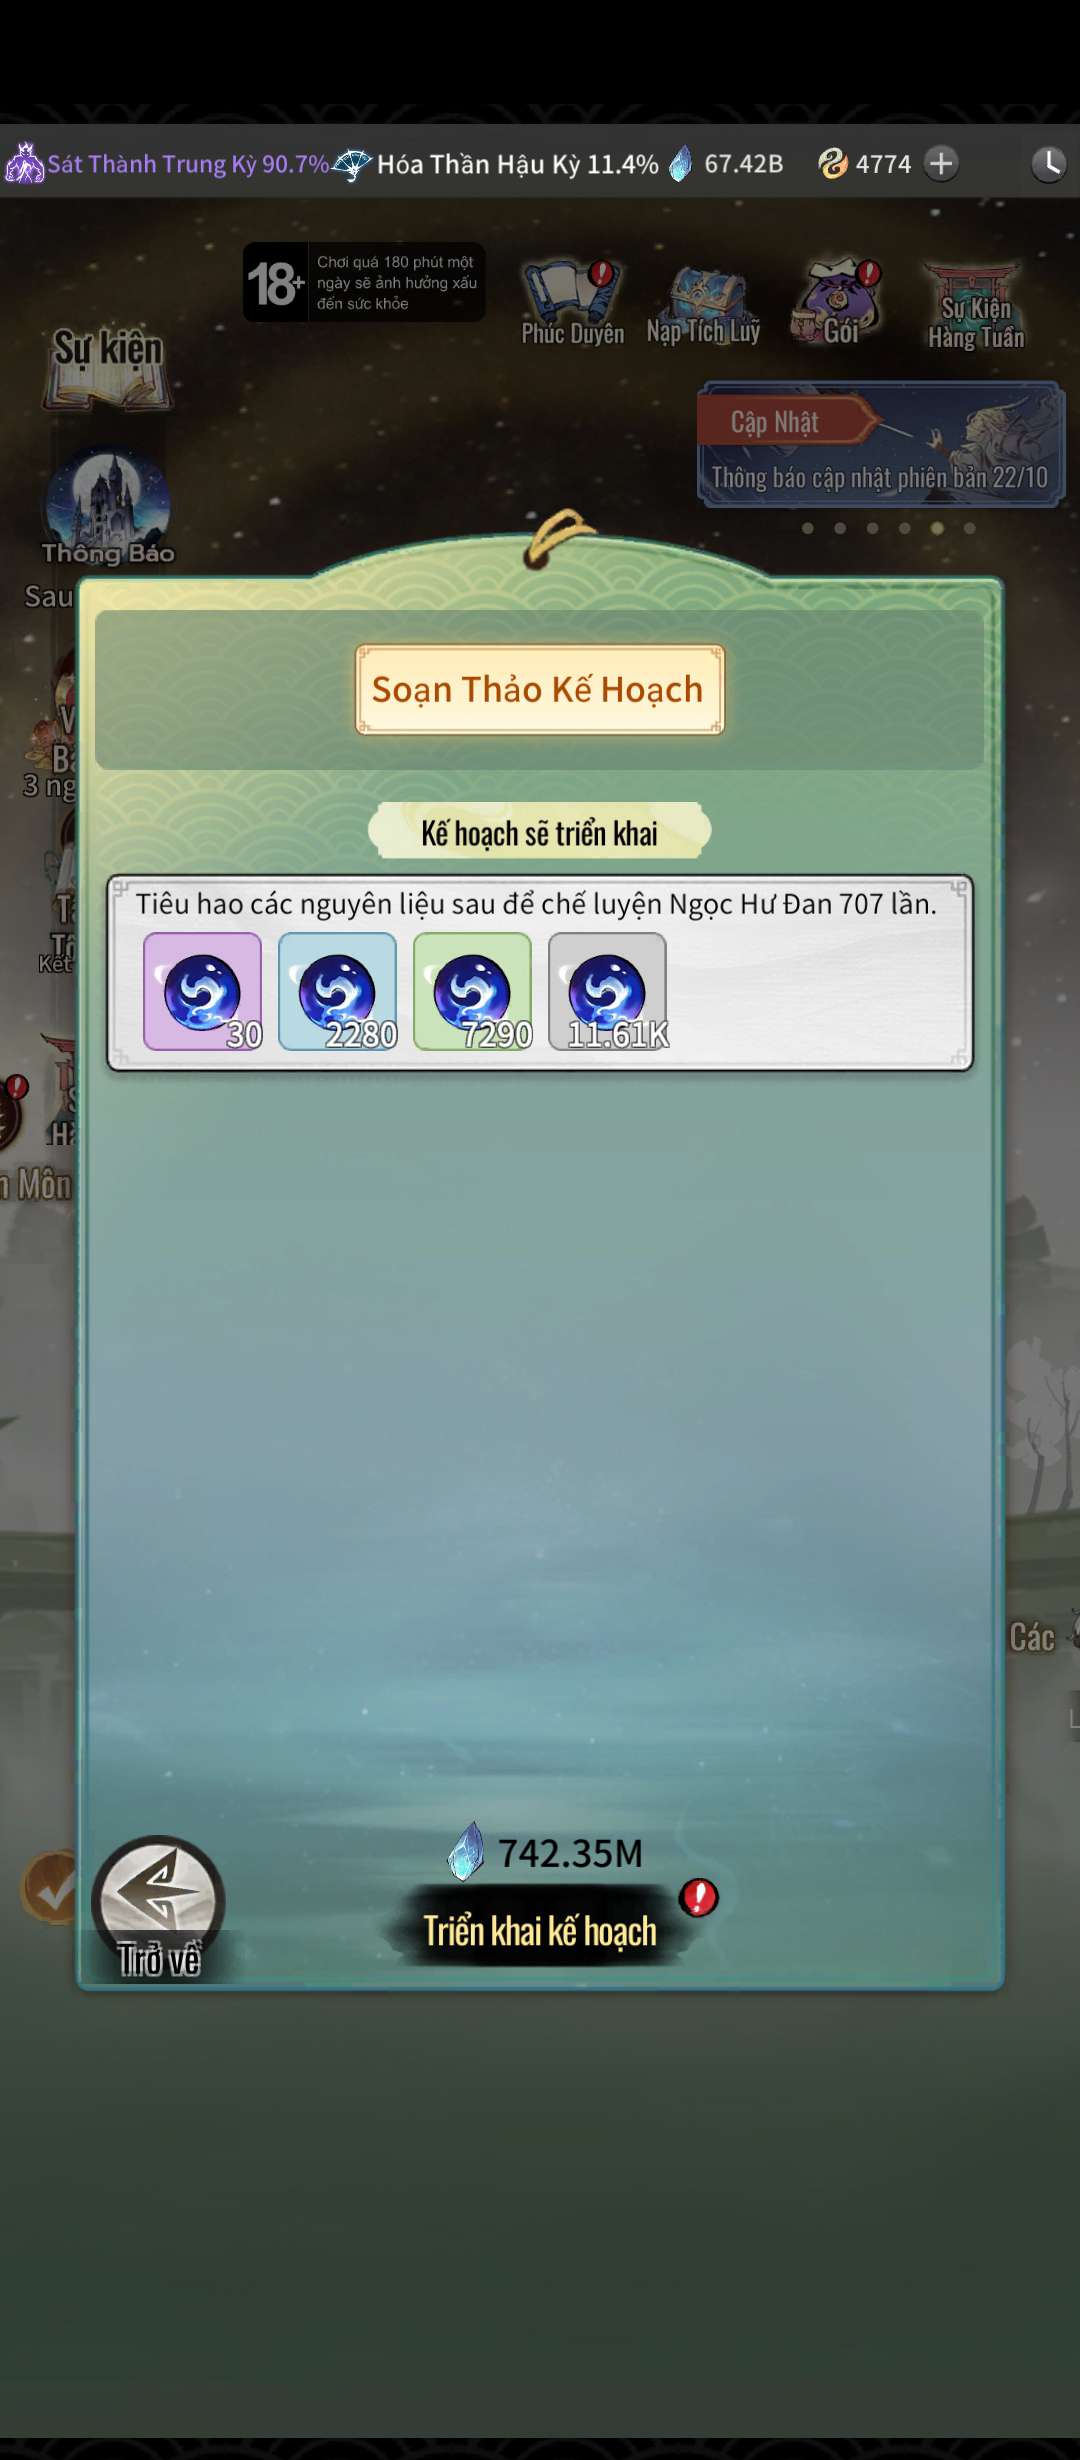 Sát Thành Trung Kỳ 90.7% Hóa Thần Hậu Kỳ 11.4% 67.42B 4774
18+
Chơi quá 180 phút một
ngày sẽ ảnh hưởng xấu
đến sức khỏe
Phúc Duyên
Nạp Tích Luỹ
Gói
Sự Kiện
Hàng Tuần
Sự kiện
Cập Nhật
Thông báo cập nhật phiên bản 22/10
Thông Báo
Sau
Soạn Thảo Kế Hoạch
3 ng
Kế hoạch sẽ triển khai
Tiêu hao các nguyên liệu sau để chế luyện Ngọc Hư Đan 707 lần.
30 2280 7290 11.61K
Kết
Môn
Các
742.35M
Triển khai kế hoạch
Trở về